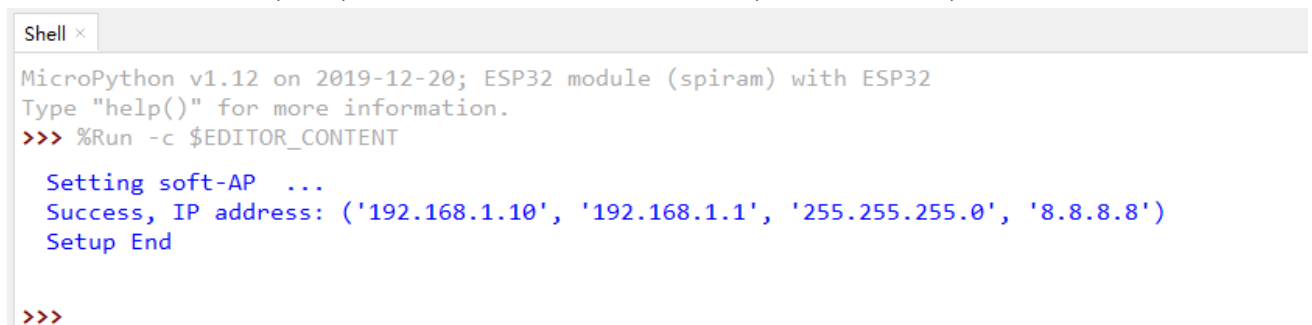 Shell ×
MicroPython v1.12 on 2019-12-20; ESP32 module (spiram) with ESP32
Type "help()" for more information.
>>> %Run -c $EDITOR_CONTENT
Setting soft-AP  ...
Success, IP address: ('192.168.1.10', '192.168.1.1', '255.255.255.0', '8.8.8.8')
Setup End
>>>